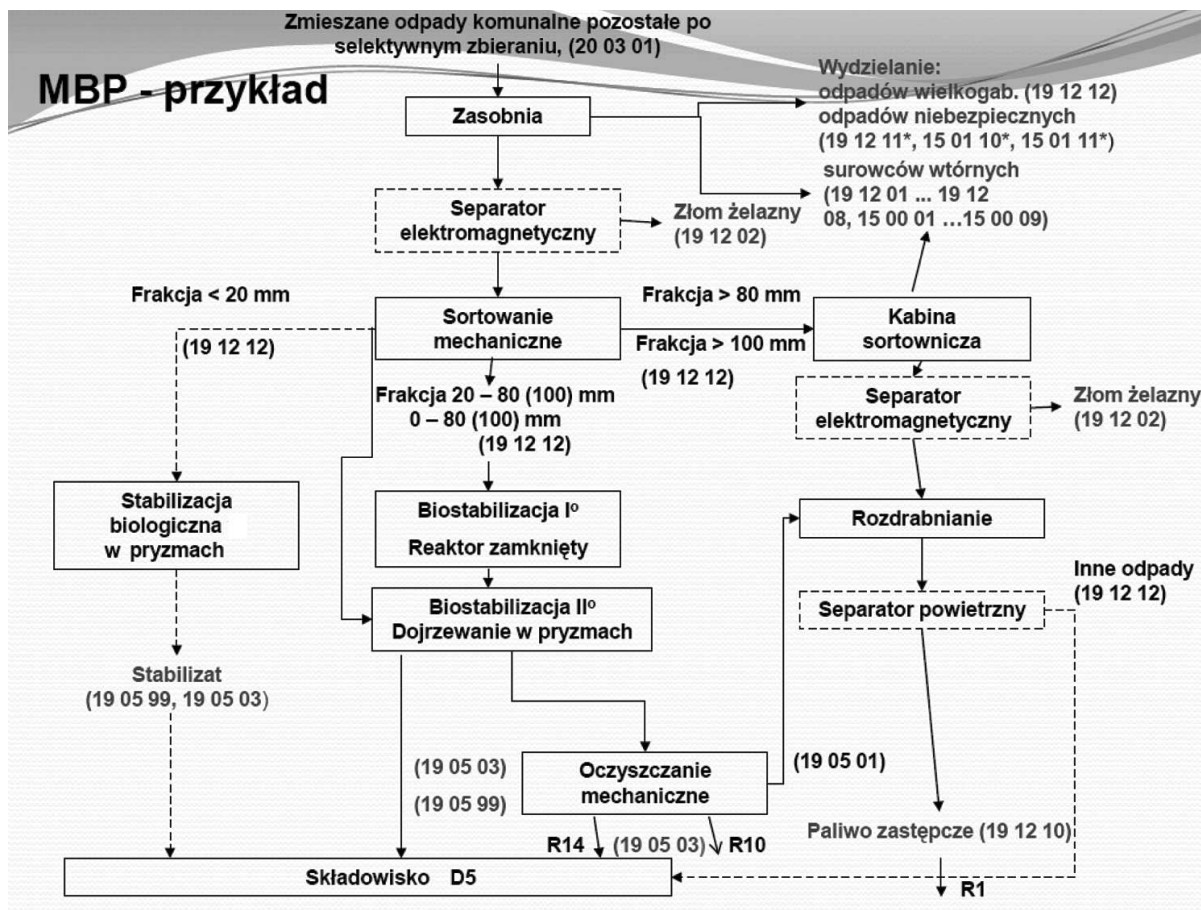 Zmieszane odpady komunalne pozostałe po
selektywnym zbieraniu, (20 03 01)
MBP - przykład
Wydzielanie:
odpadów wielkogab. (19 12 12)
odpadów niebezpiecznych
(19 12 11*, 15 01 10*, 15 01 11*)
Zasobnia
surowców wtórnych
(19 12 01 ... 19 12
08, 15 00 01 …15 00 09)
Separator
elektromagnetyczny
Złom żelazny
(19 12 02)
Frakcja < 20 mm
(19 12 12)
Sortowanie
mechaniczne
Frakcja > 80 mm
Frakcja > 100 mm
(19 12 12)
Kabina
sortownicza
Frakcja 20 – 80 (100) mm
0 – 80 (100) mm
(19 12 12)
Separator
elektromagnetyczny
Złom żelazny
(19 12 02)
Stabilizacja
biologiczna
w pryzmach
Biostabilizacja Iº
Reaktor zamknięty
Rozdrabnianie
Biostabilizacja IIº
Dojrzewanie w pryzmach
Separator powietrzny
Inne odpady
(19 12 12)
Stabilizat
(19 05 99, 19 05 03)
(19 05 03)
(19 05 99)
Oczyszczanie
mechaniczne
(19 05 01)
R14 (19 05 03) R10
Paliwo zastępcze (19 12 10)
Składowisko D5
R1